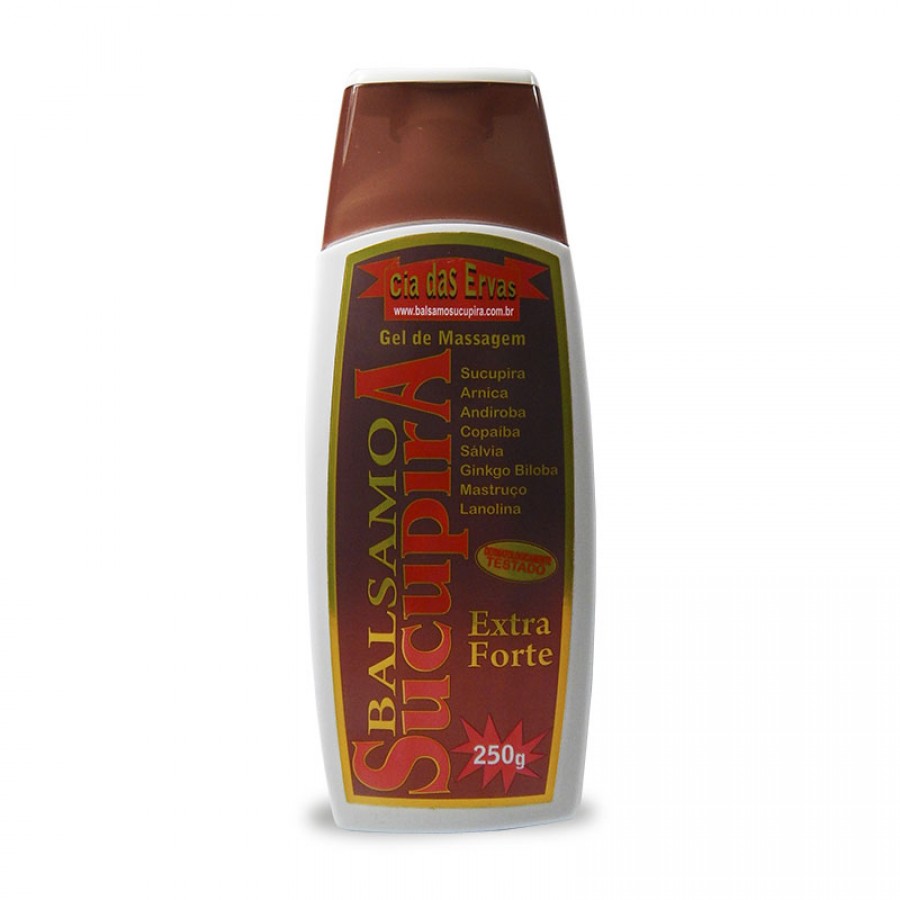 Cia das Ervas
www.balsamosucupira.com.br
Gel de Massagem
BALSAMO
SucupirA
Sucupira
Arnica
Andiroba
Copaíba
Sálvia
Ginkgo Biloba
Mastruço
Lanolina
TESTADO
Extra
Forte
250g